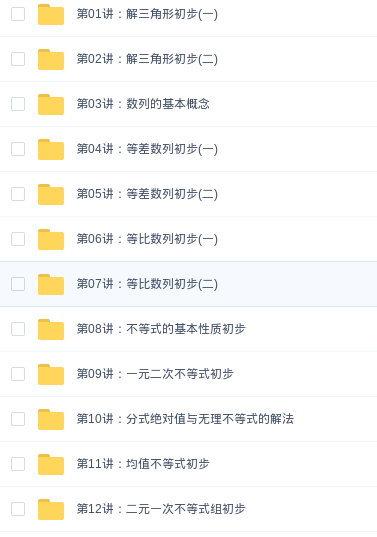 第01讲：解三角形初步(一)
第02讲：解三角形初步(二)
第03讲：数列的基本概念
第04讲：等差数列初步(一)
第05讲：等差数列初步(二)
第06讲：等比数列初步(一)
第07讲：等比数列初步(二)
第08讲：不等式的基本性质初步
第09讲：一元二次不等式初步
第10讲：分式绝对值与无理不等式的解法
第11讲：均值不等式初步
第12讲：二元一次不等式组初步